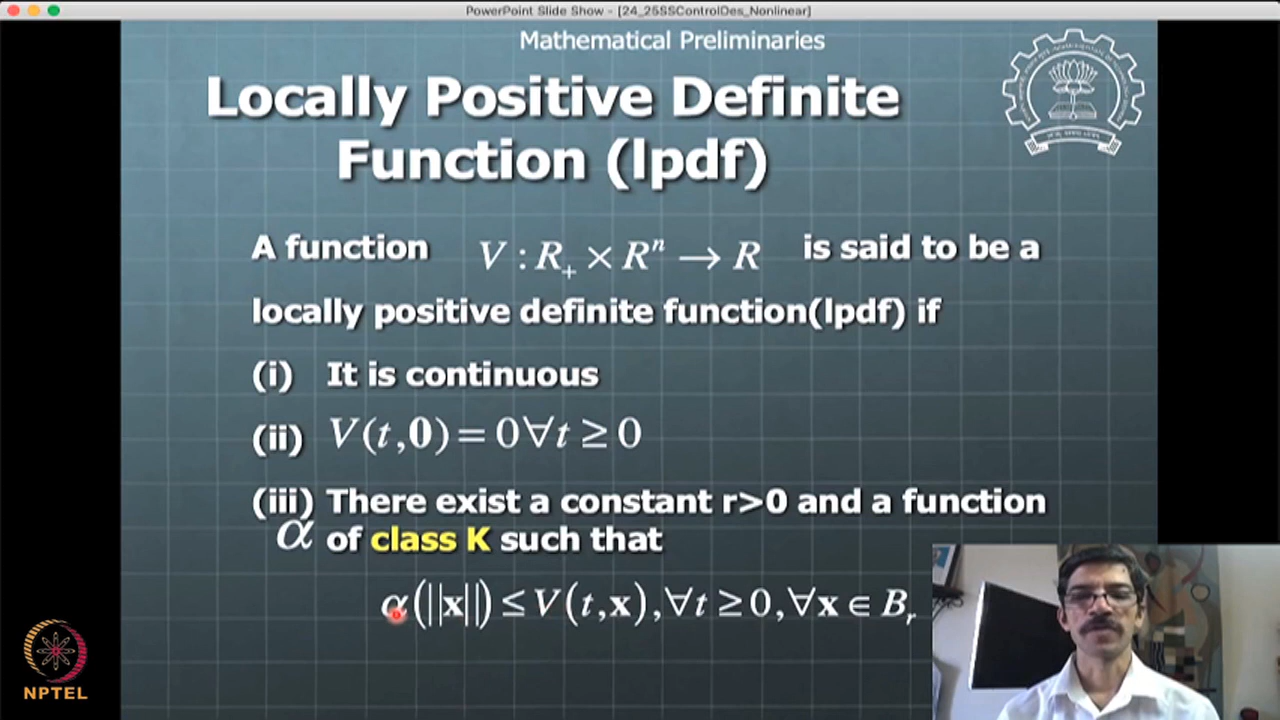 PowerPoint Slide Show - [24_25SSControlDes_Nonlinear]
Mathematical Preliminaries
Locally Positive Definite
Function (lpdf)
A function V : R₊ × Rⁿ → R is said to be a
locally positive definite function(lpdf) if
(i) It is continuous
(ii) V(t,0) = 0∀t ≥ 0
(iii) There exist a constant r>0 and a function
α of class K such that
α(||x||) ≤ V(t,x),∀t ≥ 0,∀x ∈ Bᵣ
NPTEL